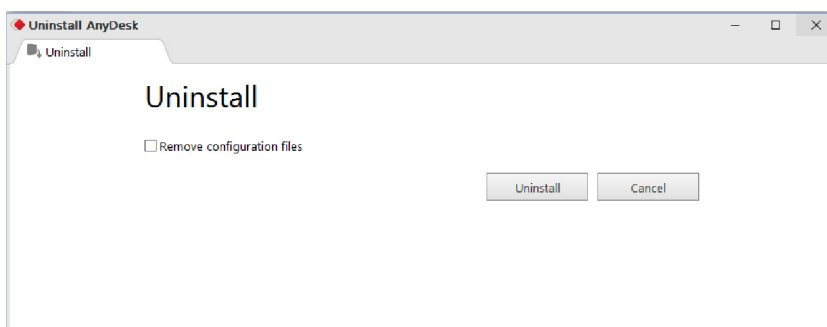 Uninstall AnyDesk
Uninstall
Uninstall
Remove configuration files
Uninstall Cancel